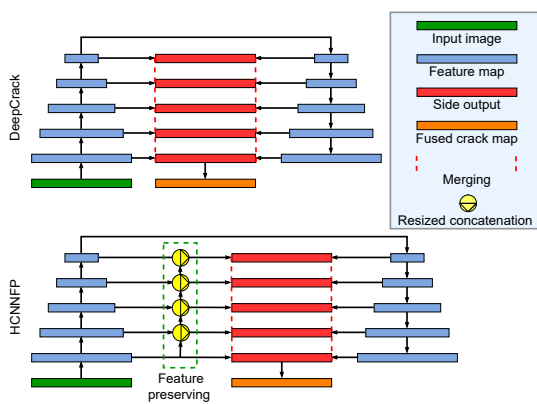 DeepCrack
Input image
Feature map
Side output
Fused crack map
Merging
Resized concatenation
HCNNFP
Feature
preserving